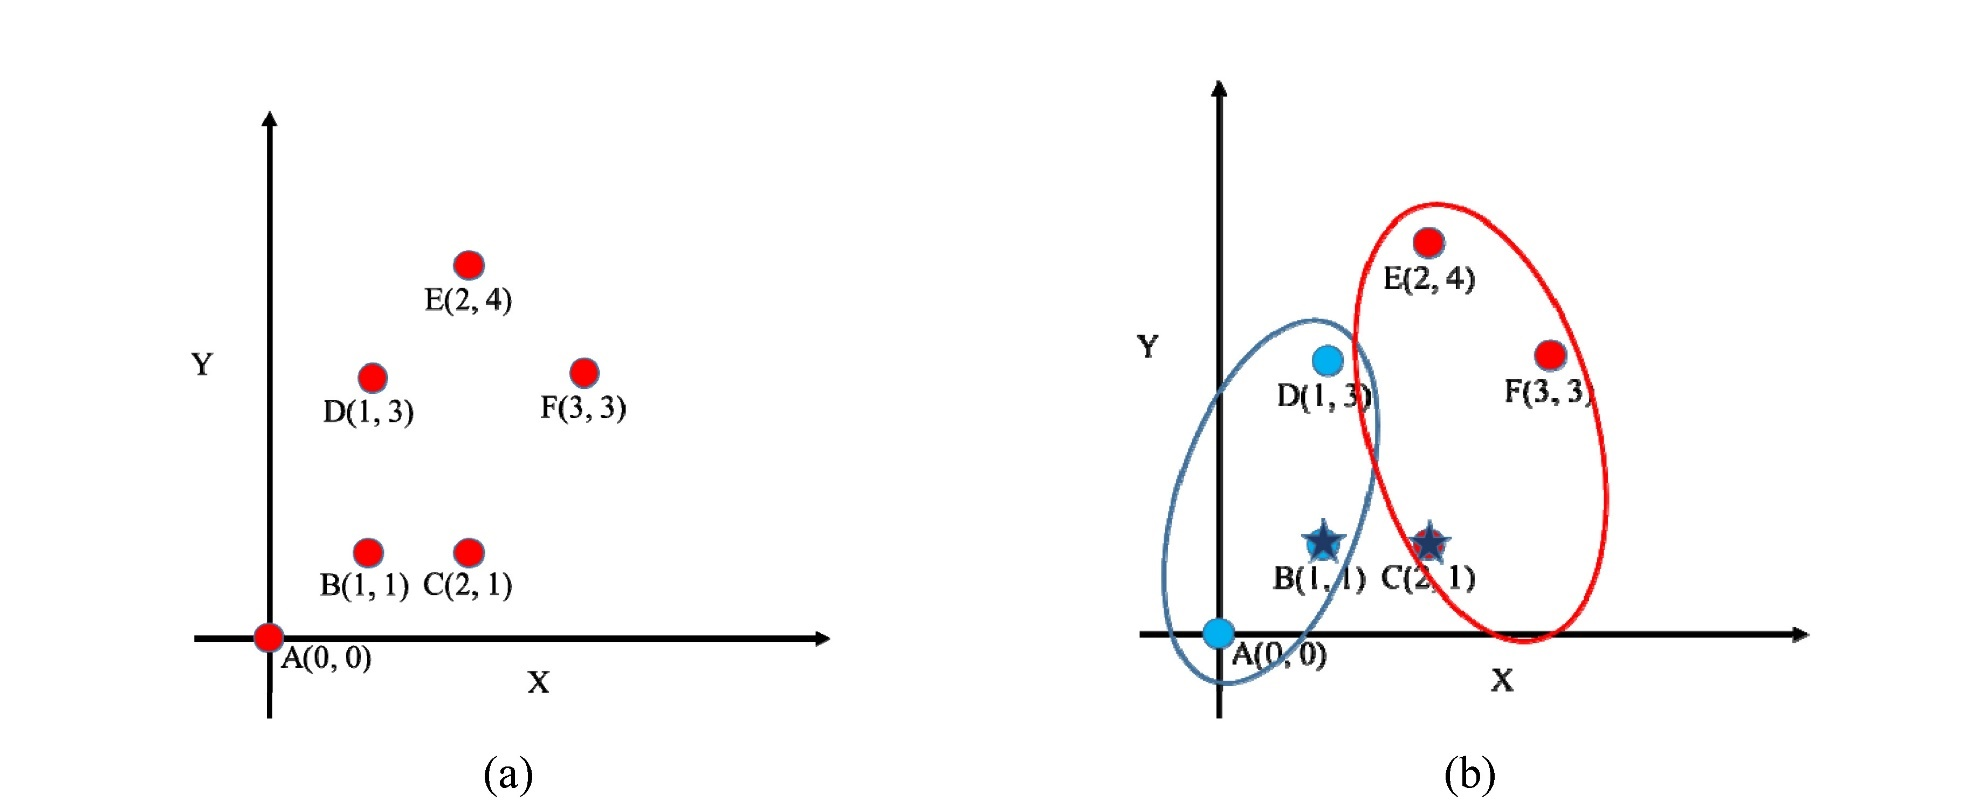 E(2, 4)
Y
D(1, 3)
F(3, 3)
B(1, 1)
C(2, 1)
A(0, 0)
X
(a)
E(2, 4)
Y
D(1, 3)
F(3, 3)
B(1, 1)
C(2, 1)
A(0, 0)
X
(b)